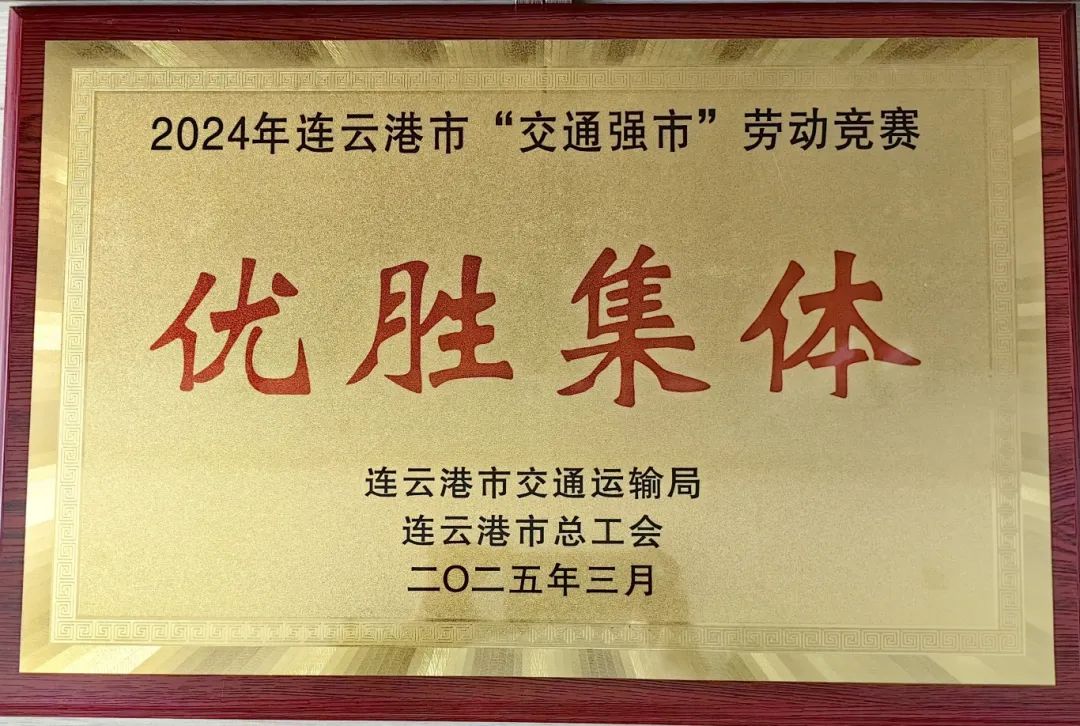 2024年连云港市“交通强市”劳动竞赛
优胜集体
连云港市交通运输局
连云港市总工会
二〇二五年三月